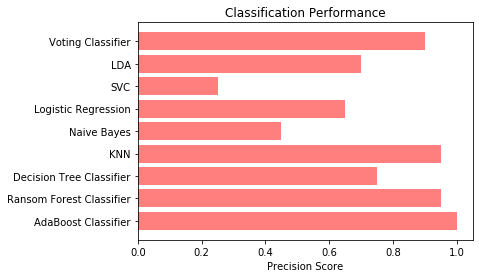 Classification Performance
Voting Classifier
LDA
SVC
Logistic Regression
Naive Bayes
KNN
Decision Tree Classifier
Ransom Forest Classifier
AdaBoost Classifier
0.0 0.2 0.4 0.6 0.8 1.0
Precision Score